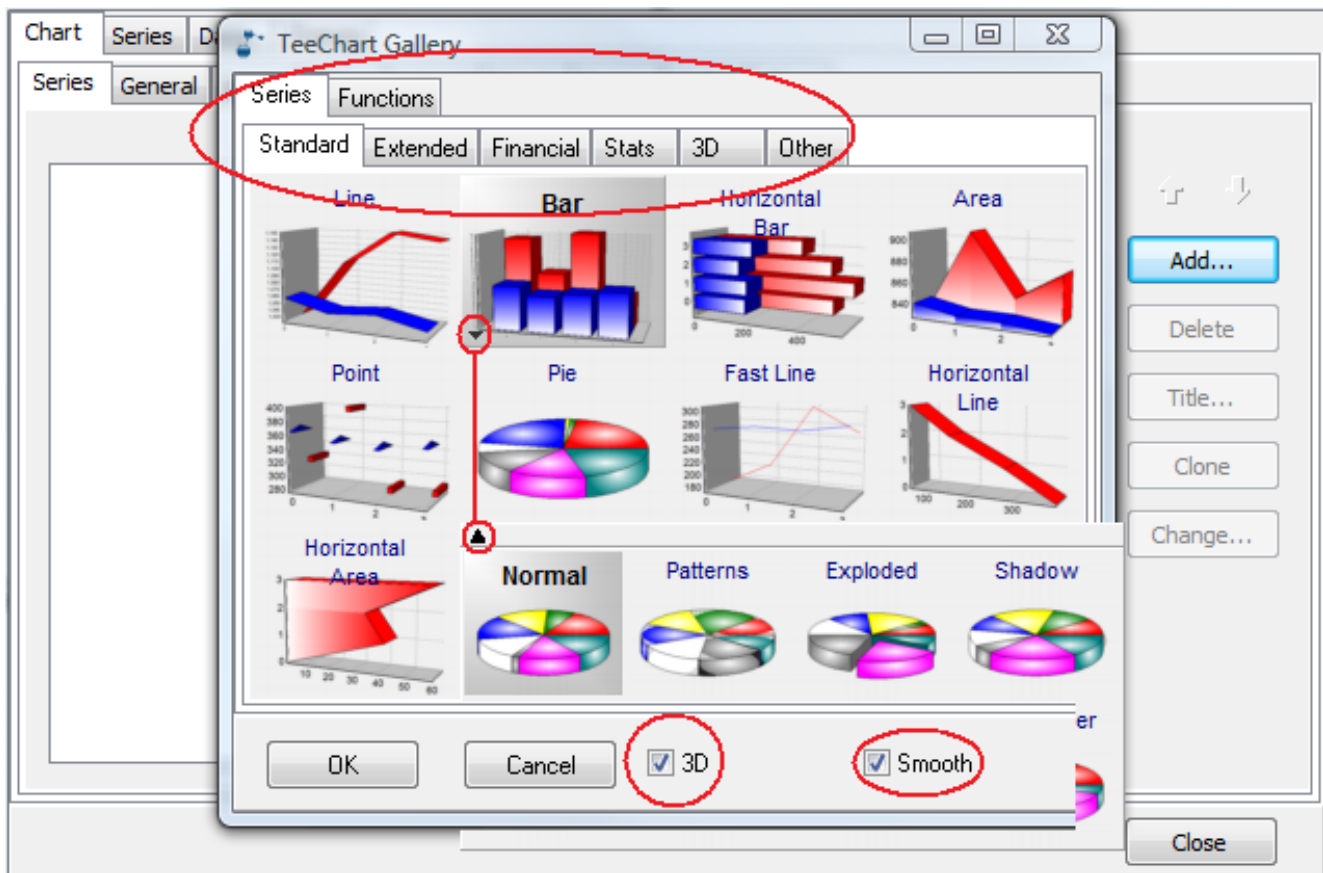 Chart Series Da
TeeChart Gallery
Series General
Series Functions
Standard Extended Financial Stats 3D Other
Line Bar Horizontal Bar Area
Add...
Delete
Point Pie Fast Line Horizontal Line
Title...
Clone
Change...
Horizontal Area
Normal Patterns Exploded Shadow
er
OK Cancel 3D Smooth
Close